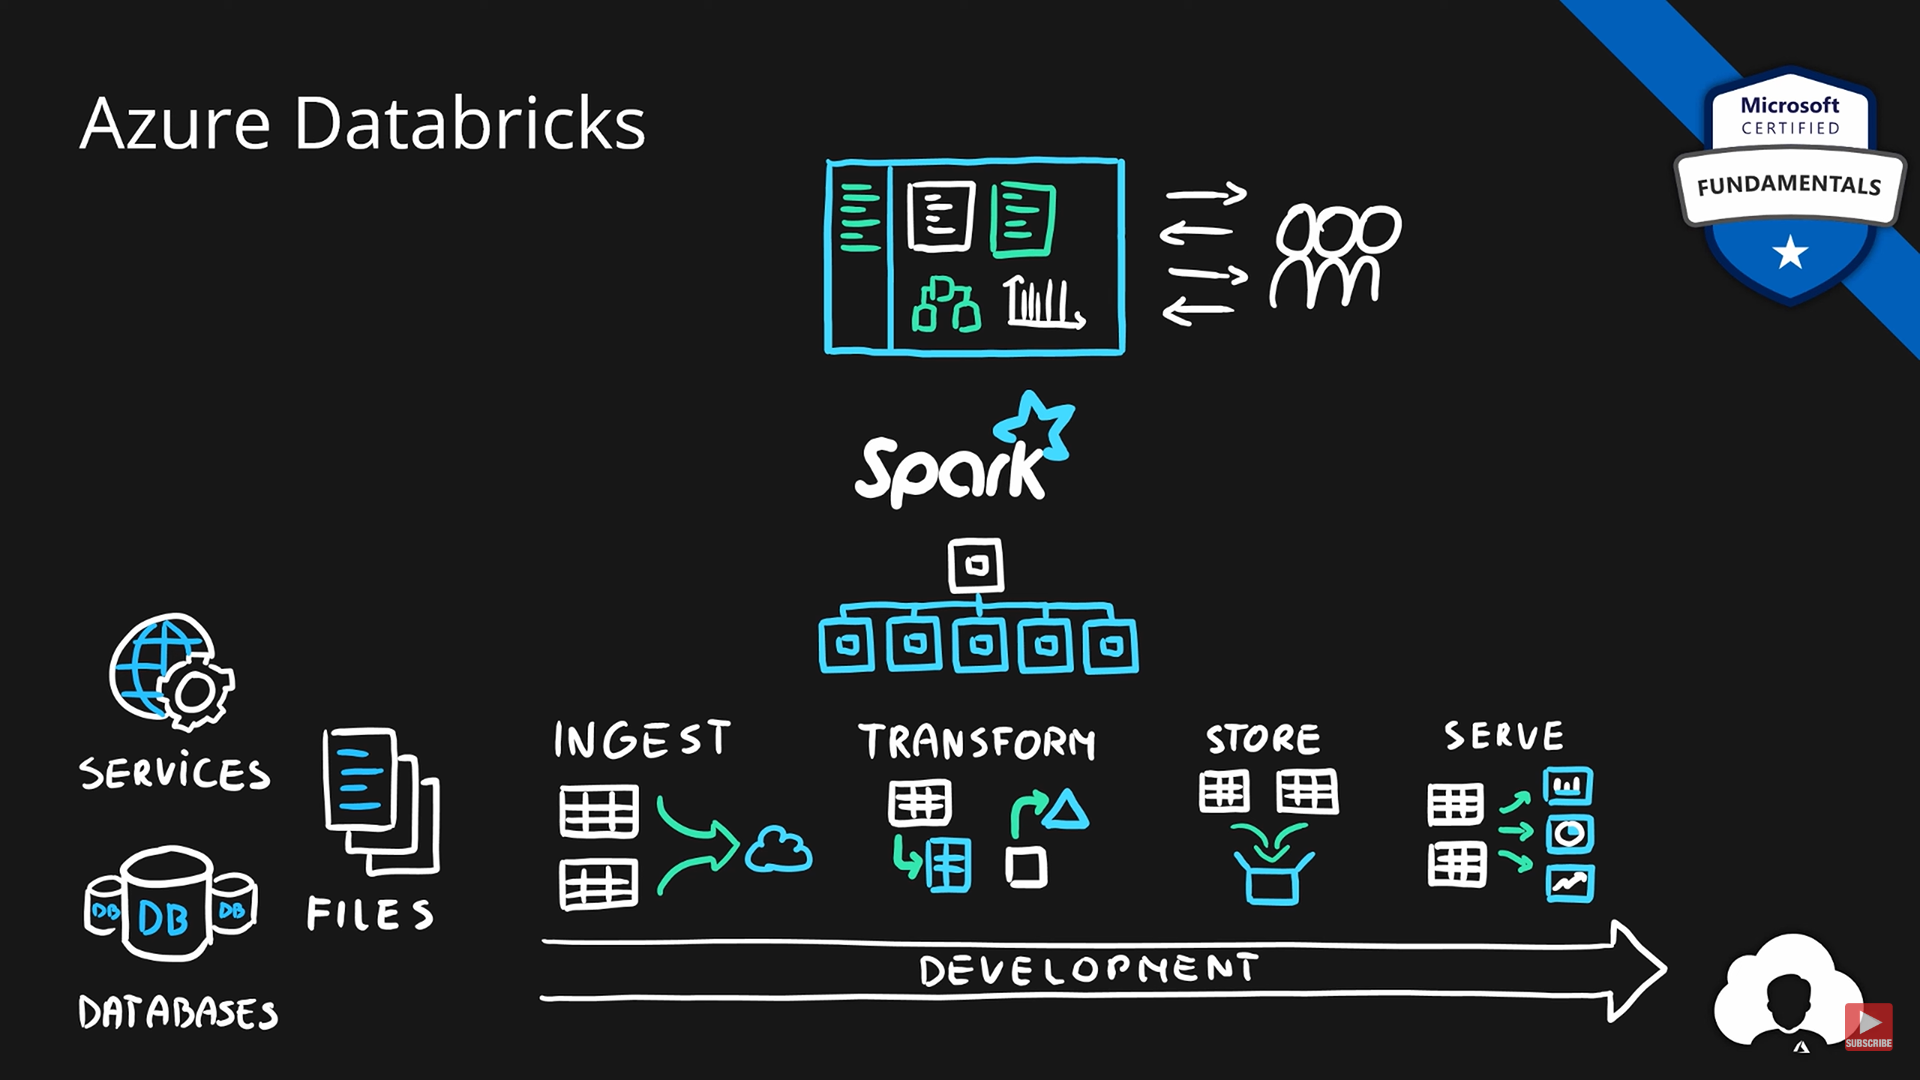 Azure Databricks
Microsoft
CERTIFIED
FUNDAMENTALS
Spark
INGEST
TRANSFORM
STORE
SERVE
SERVICES
FILES
DB DB DB
DATABASES
DEVELOPMENT
SUBSCRIBE